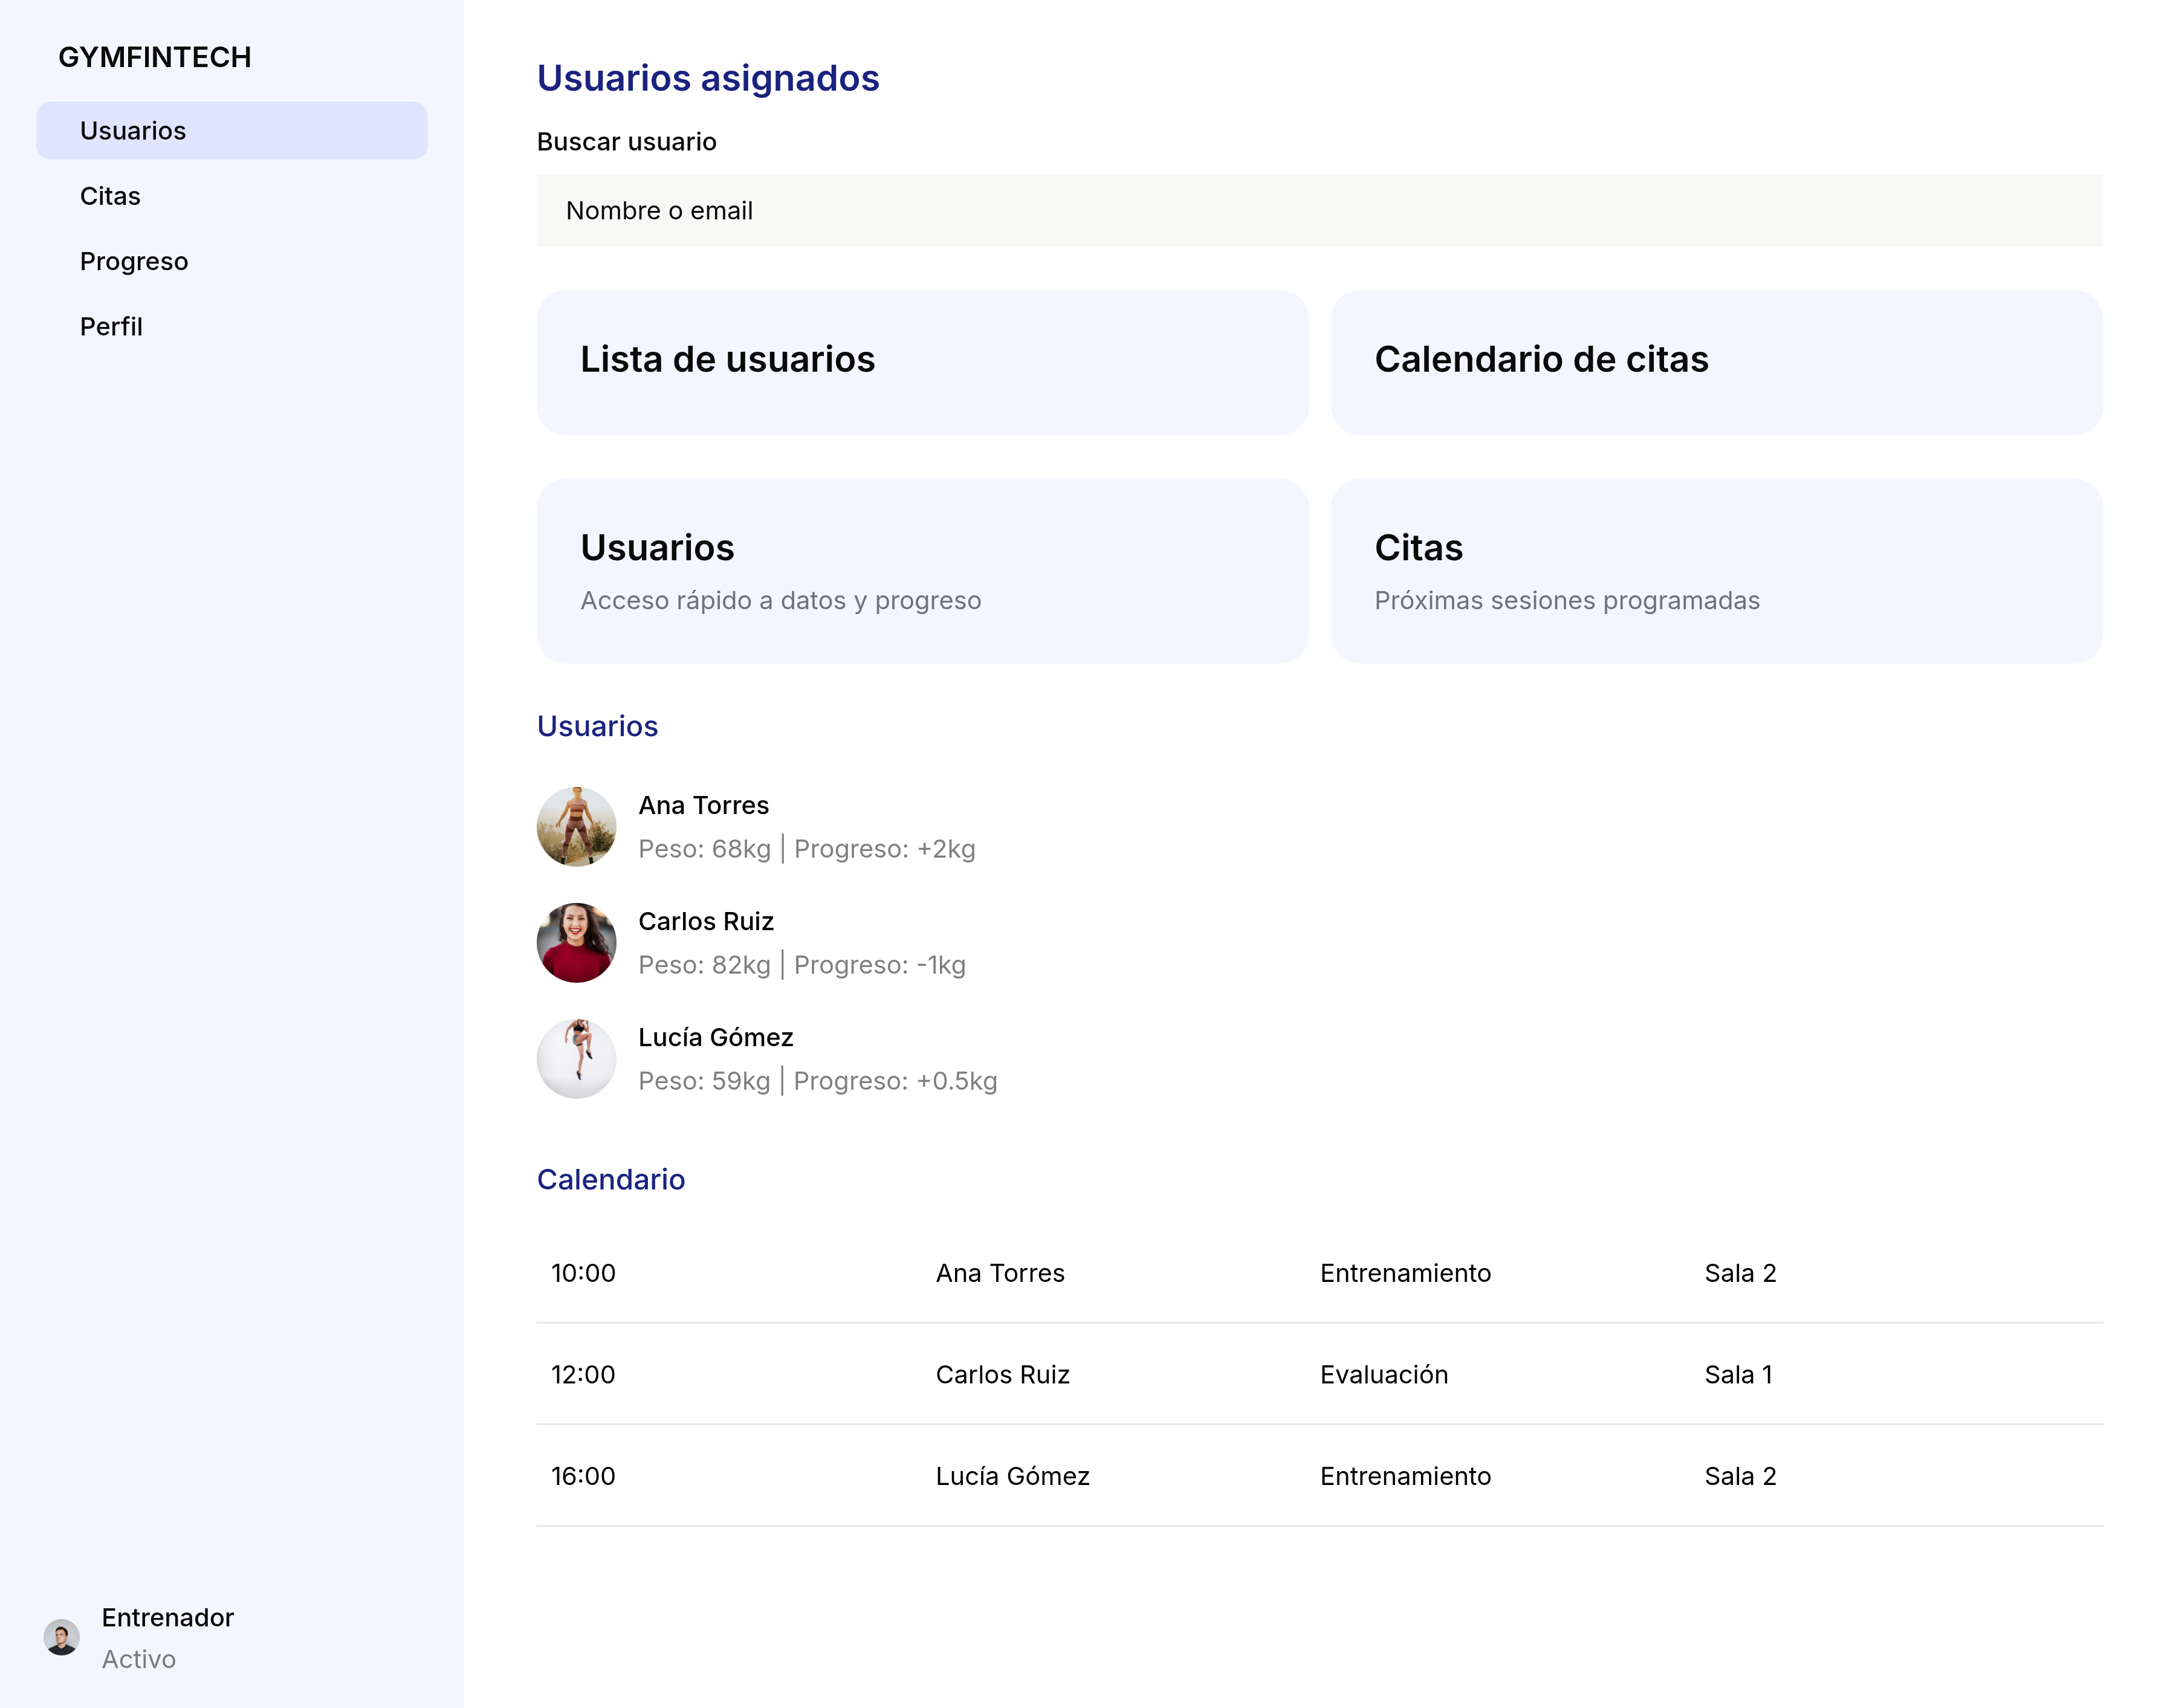 GYMFINTECH
Usuarios
Citas
Progreso
Perfil
Entrenador
Activo
Usuarios asignados
Buscar usuario
Nombre o email
Lista de usuarios
Calendario de citas
Usuarios
Acceso rápido a datos y progreso
Citas
Próximas sesiones programadas
Usuarios
Ana Torres
Peso: 68kg | Progreso: +2kg
Carlos Ruiz
Peso: 82kg | Progreso: -1kg
Lucía Gómez
Peso: 59kg | Progreso: +0.5kg
Calendario
10:00 Ana Torres Entrenamiento Sala 2
12:00 Carlos Ruiz Evaluación Sala 1
16:00 Lucía Gómez Entrenamiento Sala 2